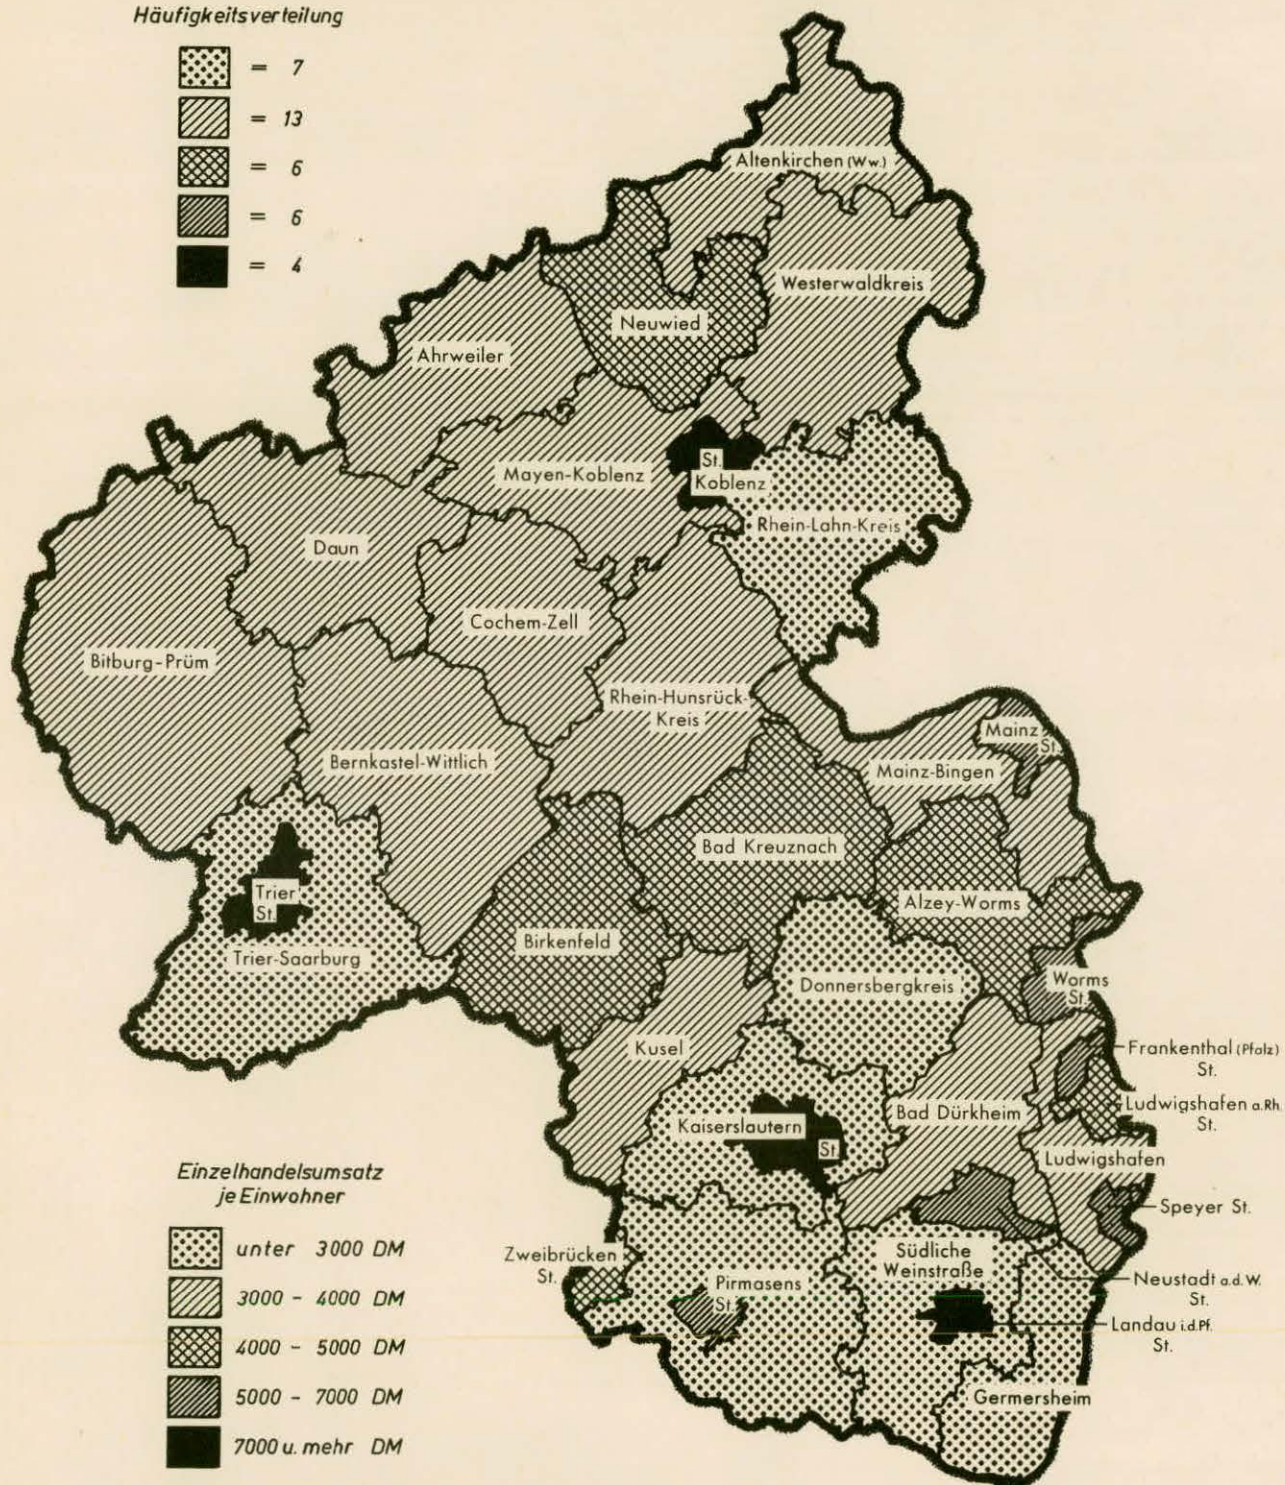 Häufigkeitsverteilung
= 7
= 13
= 6
= 6
= 4
Altenkirchen (Ww.)
Westerwaldkreis
Neuwied
Ahrweiler
St.
Koblenz
Mayen-Koblenz
Rhein-Lahn-Kreis
Daun
Cochem-Zell
Bitburg-Prüm
Rhein-Hunsrück-
Kreis
Mainz
St.
Bernkastel-Wittlich
Mainz-Bingen
Bad Kreuznach
Trier
St.
Alzey-Worms
Birkenfeld
Trier-Saarburg
Donnersbergkreis
Worms
St.
Kusel
Frankenthal (Pfalz)
St.
Ludwigshafen a.Rh.
St.
Bad Dürkheim
Kaiserslautern
St.
Ludwigshafen
Speyer St.
Zweibrücken
St.
Südliche
Weinstraße
Pirmasens
St.
Neustadt a.d.W.
St.
Landau i.d.Pf.
St.
Germersheim
Einzelhandelsumsatz
je Einwohner
unter 3000 DM
3000 - 4000 DM
4000 - 5000 DM
5000 - 7000 DM
7000 u. mehr DM